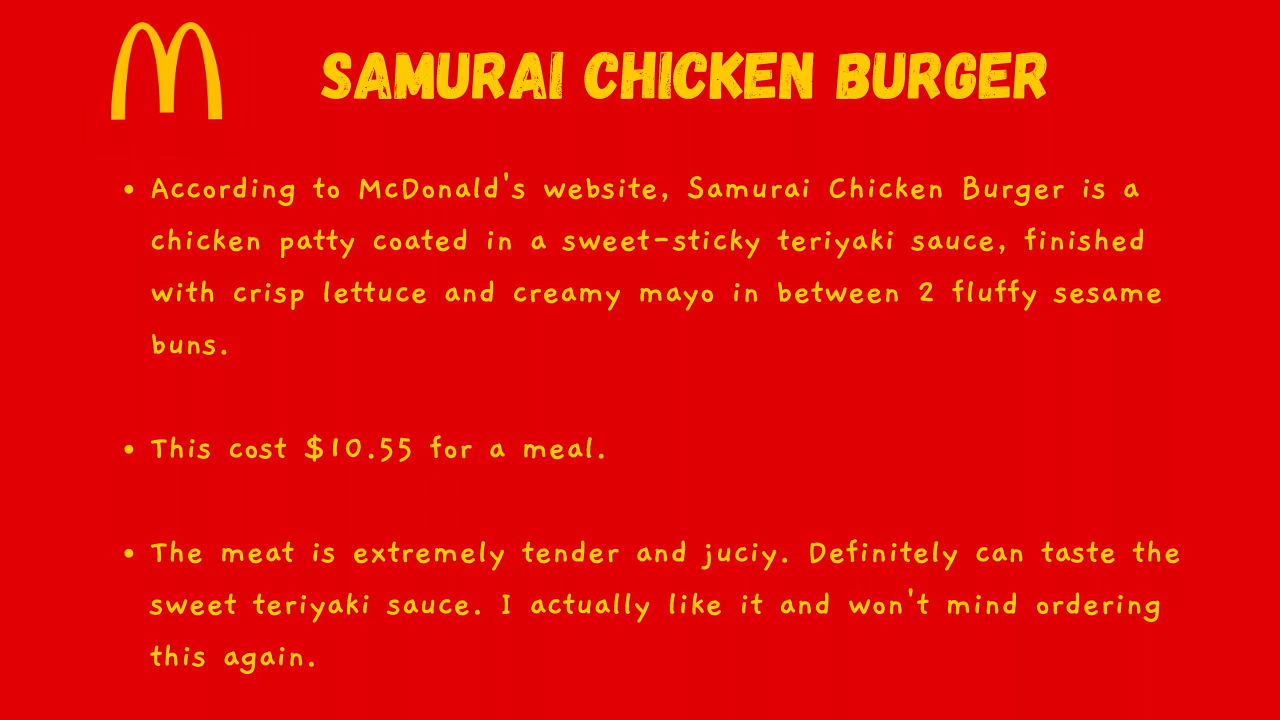 SAMURAI CHICKEN BURGER
• According to McDonald's website, Samurai Chicken Burger is a
chicken patty coated in a sweet-sticky teriyaki sauce, finished
with crisp lettuce and creamy mayo in between 2 fluffy sesame
buns.
• This cost $10.55 for a meal.
• The meat is extremely tender and juciy. Definitely can taste the
sweet teriyaki sauce. I actually like it and won't mind ordering
this again.